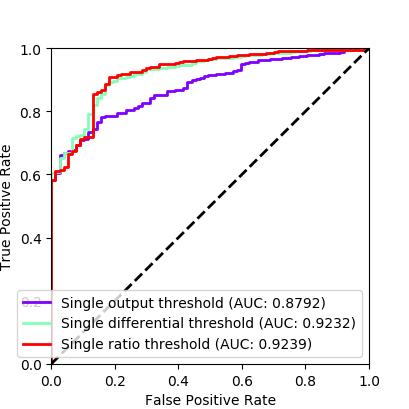 1.0
0.8
0.6
0.4
0.2
0.0
True Positive Rate
Single output threshold (AUC: 0.8792)
Single differential threshold (AUC: 0.9232)
Single ratio threshold (AUC: 0.9239)
0.0 0.2 0.4 0.6 0.8 1.0
False Positive Rate